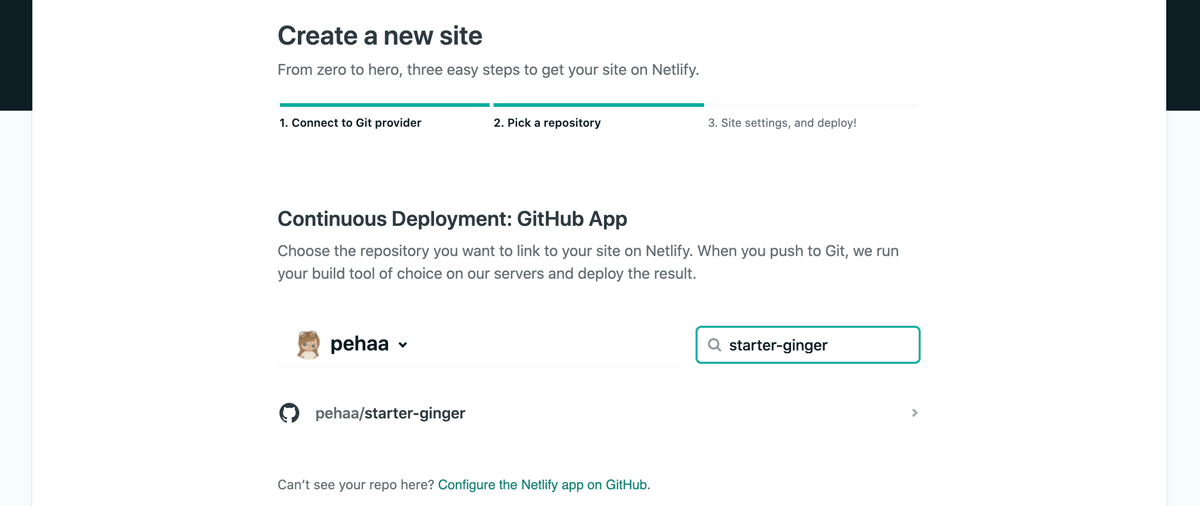 Create a new site
From zero to hero, three easy steps to get your site on Netlify.
1. Connect to Git provider
2. Pick a repository
3. Site settings, and deploy!
Continuous Deployment: GitHub App
Choose the repository you want to link to your site on Netlify. When you push to Git, we run
your build tool of choice on our servers and deploy the result.
pehaa
starter-ginger
pehaa/starter-ginger
Can’t see your repo here? Configure the Netlify app on GitHub.